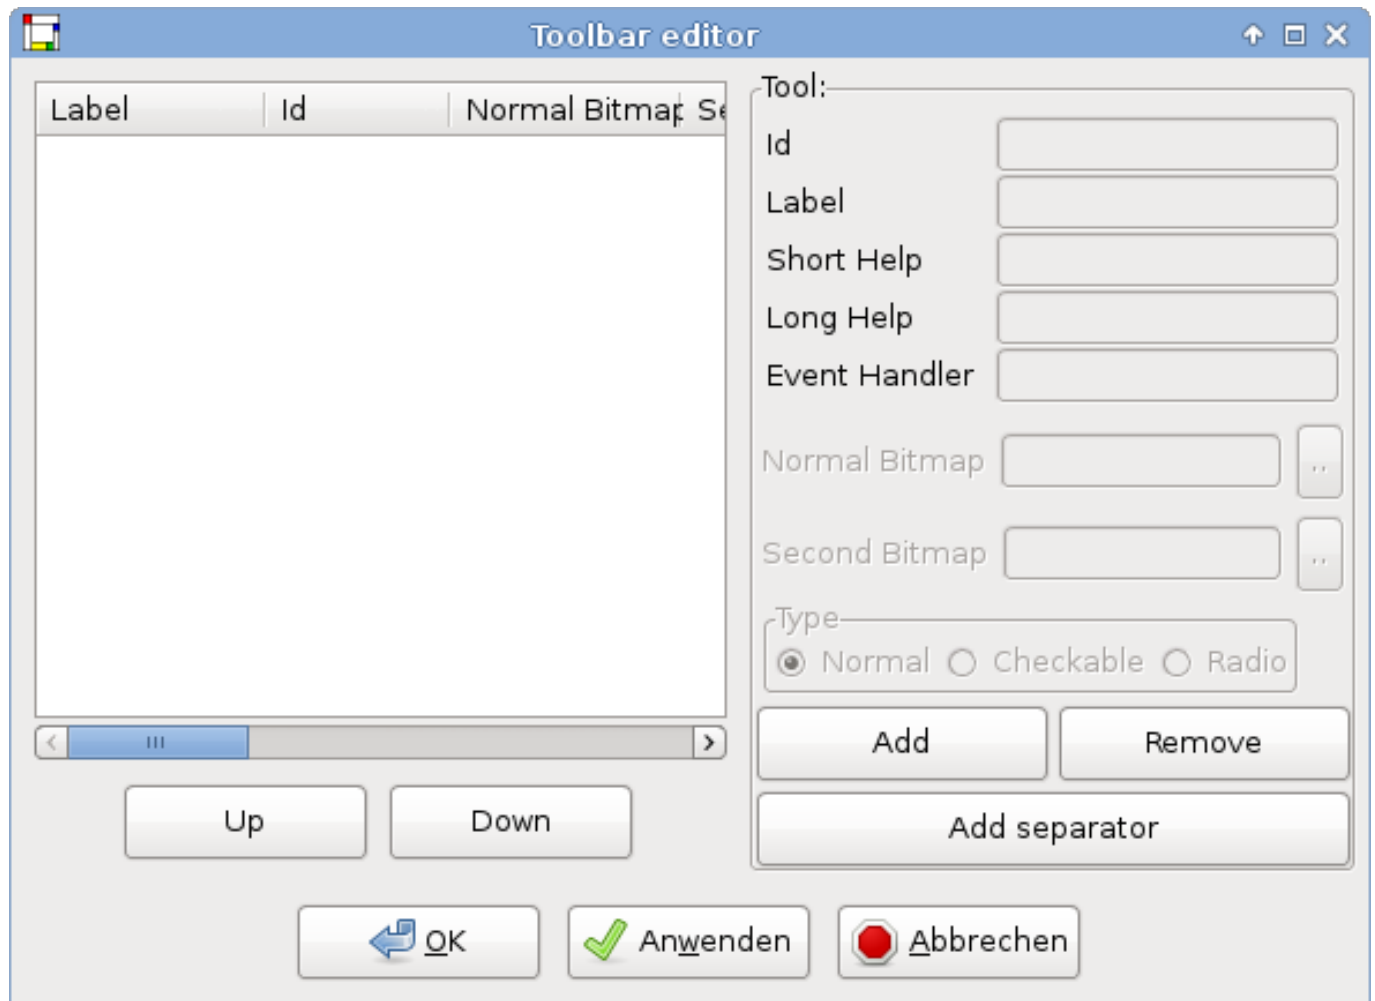 Toolbar editor
Label Id Normal Bitmap Se
Tool:
Id
Label
Short Help
Long Help
Event Handler
Normal Bitmap ..
Second Bitmap ..
Type
Normal Checkable Radio
Add Remove
Up Down
Add separator
OK Anwenden Abbrechen